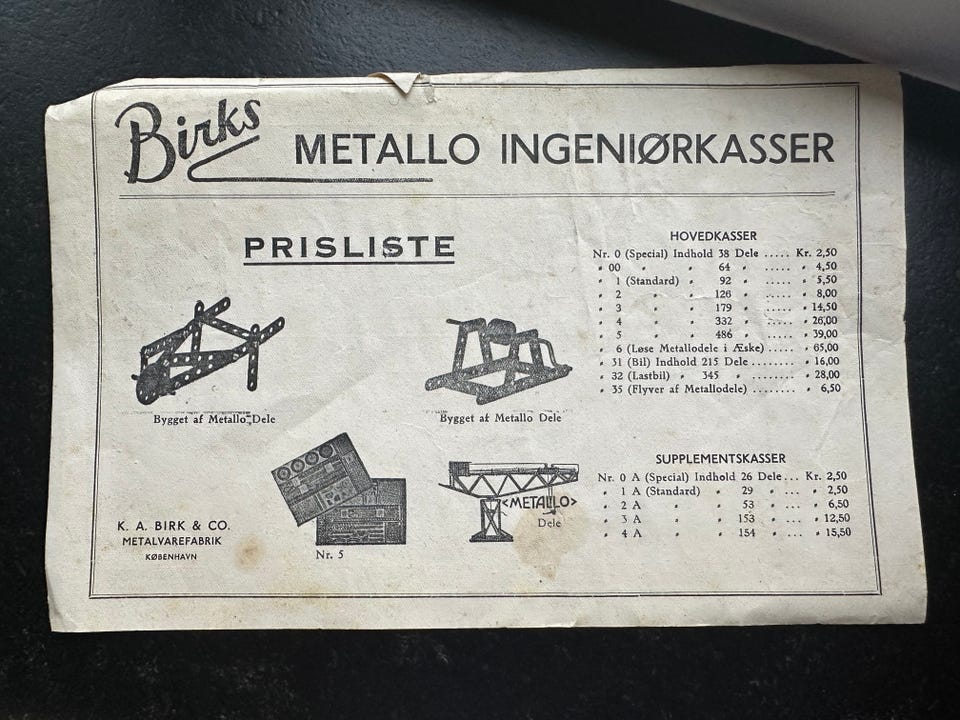 Birks METALLO INGENIØRKASSER
PRISLISTE
Bygget af Metallo Dele
Bygget af Metallo Dele
Nr. 5
<METALLO>
Dele
K. A. BIRK & CO.
METALVAREFABRIK
KØBENHAVN
HOVEDKASSER
Nr. 0 (Special) Indhold 38 Dele ..... Kr. 2,50
" 00 " " 64 " ..... " 4,50
" 1 (Standard) " 92 " ..... " 5,50
" 2 " " 126 " ..... " 8,00
" 3 " " 179 " ..... " 14,50
" 4 " " 332 " ..... " 26,00
" 5 " " 486 " ..... " 39,00
" 6 (Løse Metallodele i Æske) ..... " 65,00
" 31 (Bil) Indhold 215 Dele ........ " 16,00
" 32 (Lastbil) " 345 " ........ " 28,00
" 35 (Flyver af Metallodele) ........ " 6,50
SUPPLEMENTSKASSER
Nr. 0 A (Special) Indhold 26 Dele... Kr. 2,50
" 1 A (Standard) " 29 " ... " 2,50
" 2 A " " 53 " ... " 6,50
" 3 A " " 153 " ... " 12,50
" 4 A " " 154 " ... " 15,50